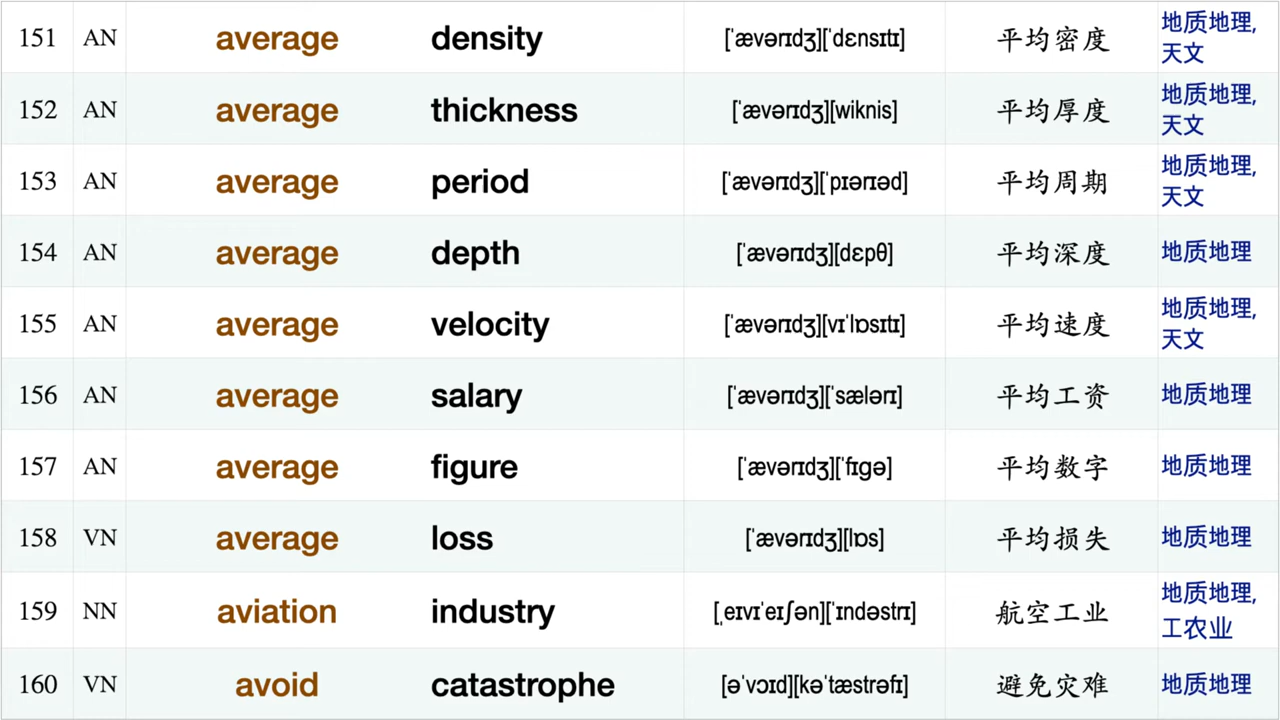 151 AN average density [ˈævərɪdʒ][ˈdɛnsɪtɪ] 平均密度 地质地理, 天文
152 AN average thickness [ˈævərɪdʒ][wiknis] 平均厚度 地质地理, 天文
153 AN average period [ˈævərɪdʒ][ˈpɪərɪəd] 平均周期 地质地理, 天文
154 AN average depth [ˈævərɪdʒ][dɛpθ] 平均深度 地质地理
155 AN average velocity [ˈævərɪdʒ][vɪˈlɒsɪtɪ] 平均速度 地质地理, 天文
156 AN average salary [ˈævərɪdʒ][ˈsælərɪ] 平均工资 地质地理
157 AN average figure [ˈævərɪdʒ][ˈfɪgə] 平均数字 地质地理
158 VN average loss [ˈævərɪdʒ][lɒs] 平均损失 地质地理
159 NN aviation industry [ˌeɪvɪˈeɪʃən][ˈɪndəstrɪ] 航空工业 地质地理, 工农业
160 VN avoid catastrophe [əˈvɔɪd][kəˈtæstrəfɪ] 避免灾难 地质地理